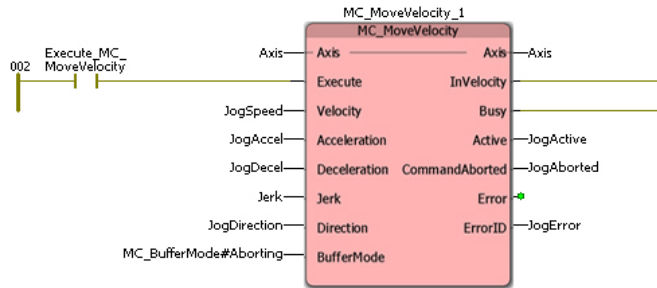 MC_MoveVelocity_1
MC_MoveVelocity
Execute_MC_
002 MoveVelocity
Axis Axis Axis Axis
Execute InVelocity
JogSpeed Velocity Busy
JogAccel Acceleration Active JogActive
JogDecel Deceleration CommandAborted JogAborted
Jerk Jerk Error
JogDirection Direction ErrorID JogError
MC_BufferMode#Aborting BufferMode